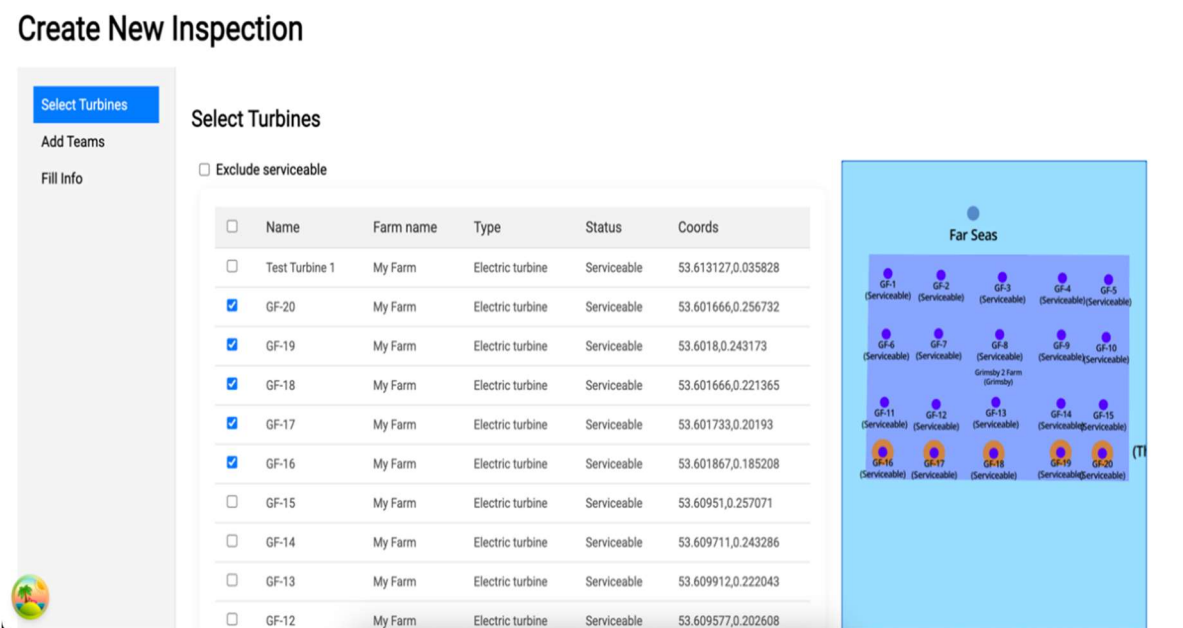 Create New Inspection
Select Turbines
Add Teams
Fill Info
Select Turbines
Exclude serviceable
Name Farm name Type Status Coords
Test Turbine 1 My Farm Electric turbine Serviceable 53.613127,0.035828
GF-20 My Farm Electric turbine Serviceable 53.601666,0.256732
GF-19 My Farm Electric turbine Serviceable 53.6018,0.243173
GF-18 My Farm Electric turbine Serviceable 53.601666,0.221365
GF-17 My Farm Electric turbine Serviceable 53.601733,0.20193
GF-16 My Farm Electric turbine Serviceable 53.601867,0.185208
GF-15 My Farm Electric turbine Serviceable 53.60951,0.257071
GF-14 My Farm Electric turbine Serviceable 53.609711,0.243286
GF-13 My Farm Electric turbine Serviceable 53.609912,0.222043
GF-12 My Farm Electric turbine Serviceable 53.609577,0.202608
Far Seas
GF-1 GF-2 GF-3 GF-4 GF-5
(Serviceable) (Serviceable) (Serviceable) (Serviceable) (Serviceable)
GF-6 GF-7 GF-8 GF-9 GF-10
(Serviceable) (Serviceable) (Serviceable) (Serviceable) (Serviceable)
Grimsby 2 Farm
(Grimsby)
GF-11 GF-12 GF-13 GF-14 GF-15
(Serviceable) (Serviceable) (Serviceable) (Serviceable) (Serviceable)
GF-16 GF-17 GF-18 GF-19 GF-20
(Serviceable) (Serviceable) (Serviceable) (Serviceable) (Serviceable)